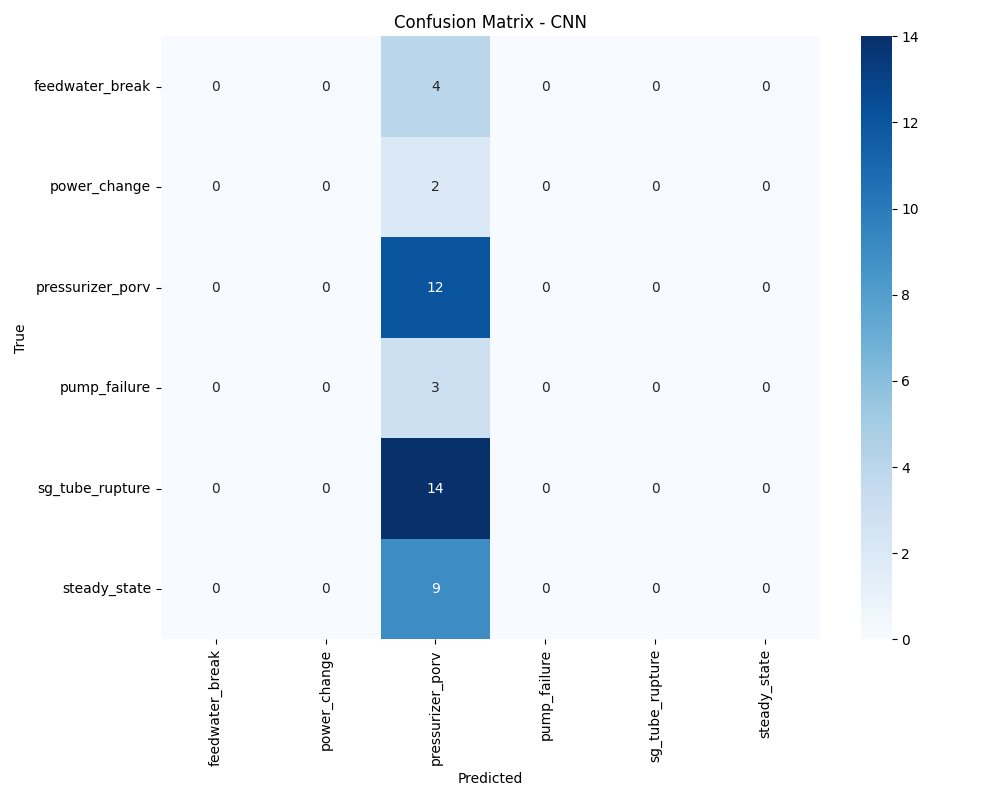 Confusion Matrix - CNN
True
feedwater_break 0 0 4 0 0 0
power_change 0 0 2 0 0 0
pressurizer_porv 0 0 12 0 0 0
pump_failure 0 0 3 0 0 0
sg_tube_rupture 0 0 14 0 0 0
steady_state 0 0 9 0 0 0
feedwater_break
power_change
pressurizer_porv
pump_failure
sg_tube_rupture
steady_state
Predicted
14
12
10
8
6
4
2
0